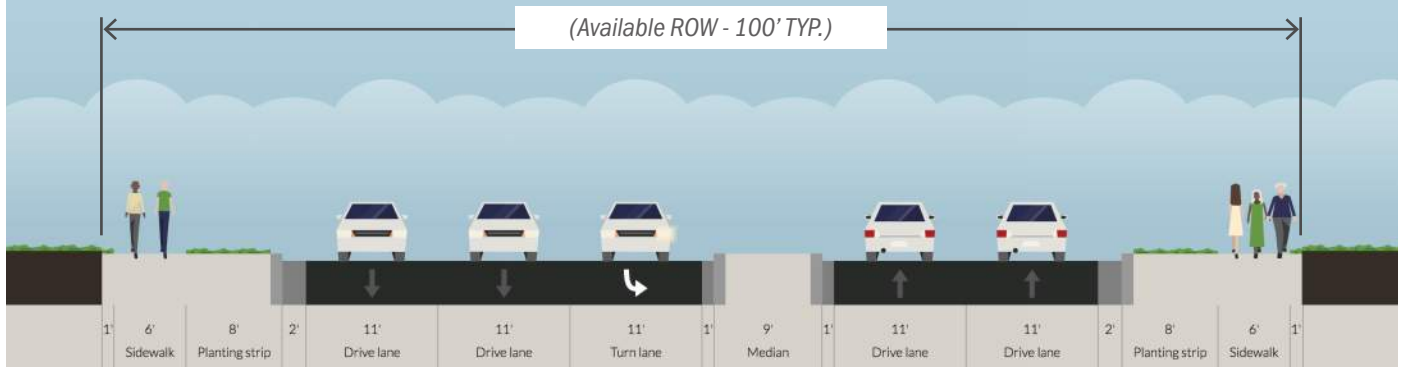 (Available ROW - 100’ TYP.)
1' 6' 8' 2' 11' 11' 11' 1' 9' 1' 11' 11' 2' 8' 6' 1'
Sidewalk Planting strip Drive lane Drive lane Turn lane Median Drive lane Drive lane Planting strip Sidewalk